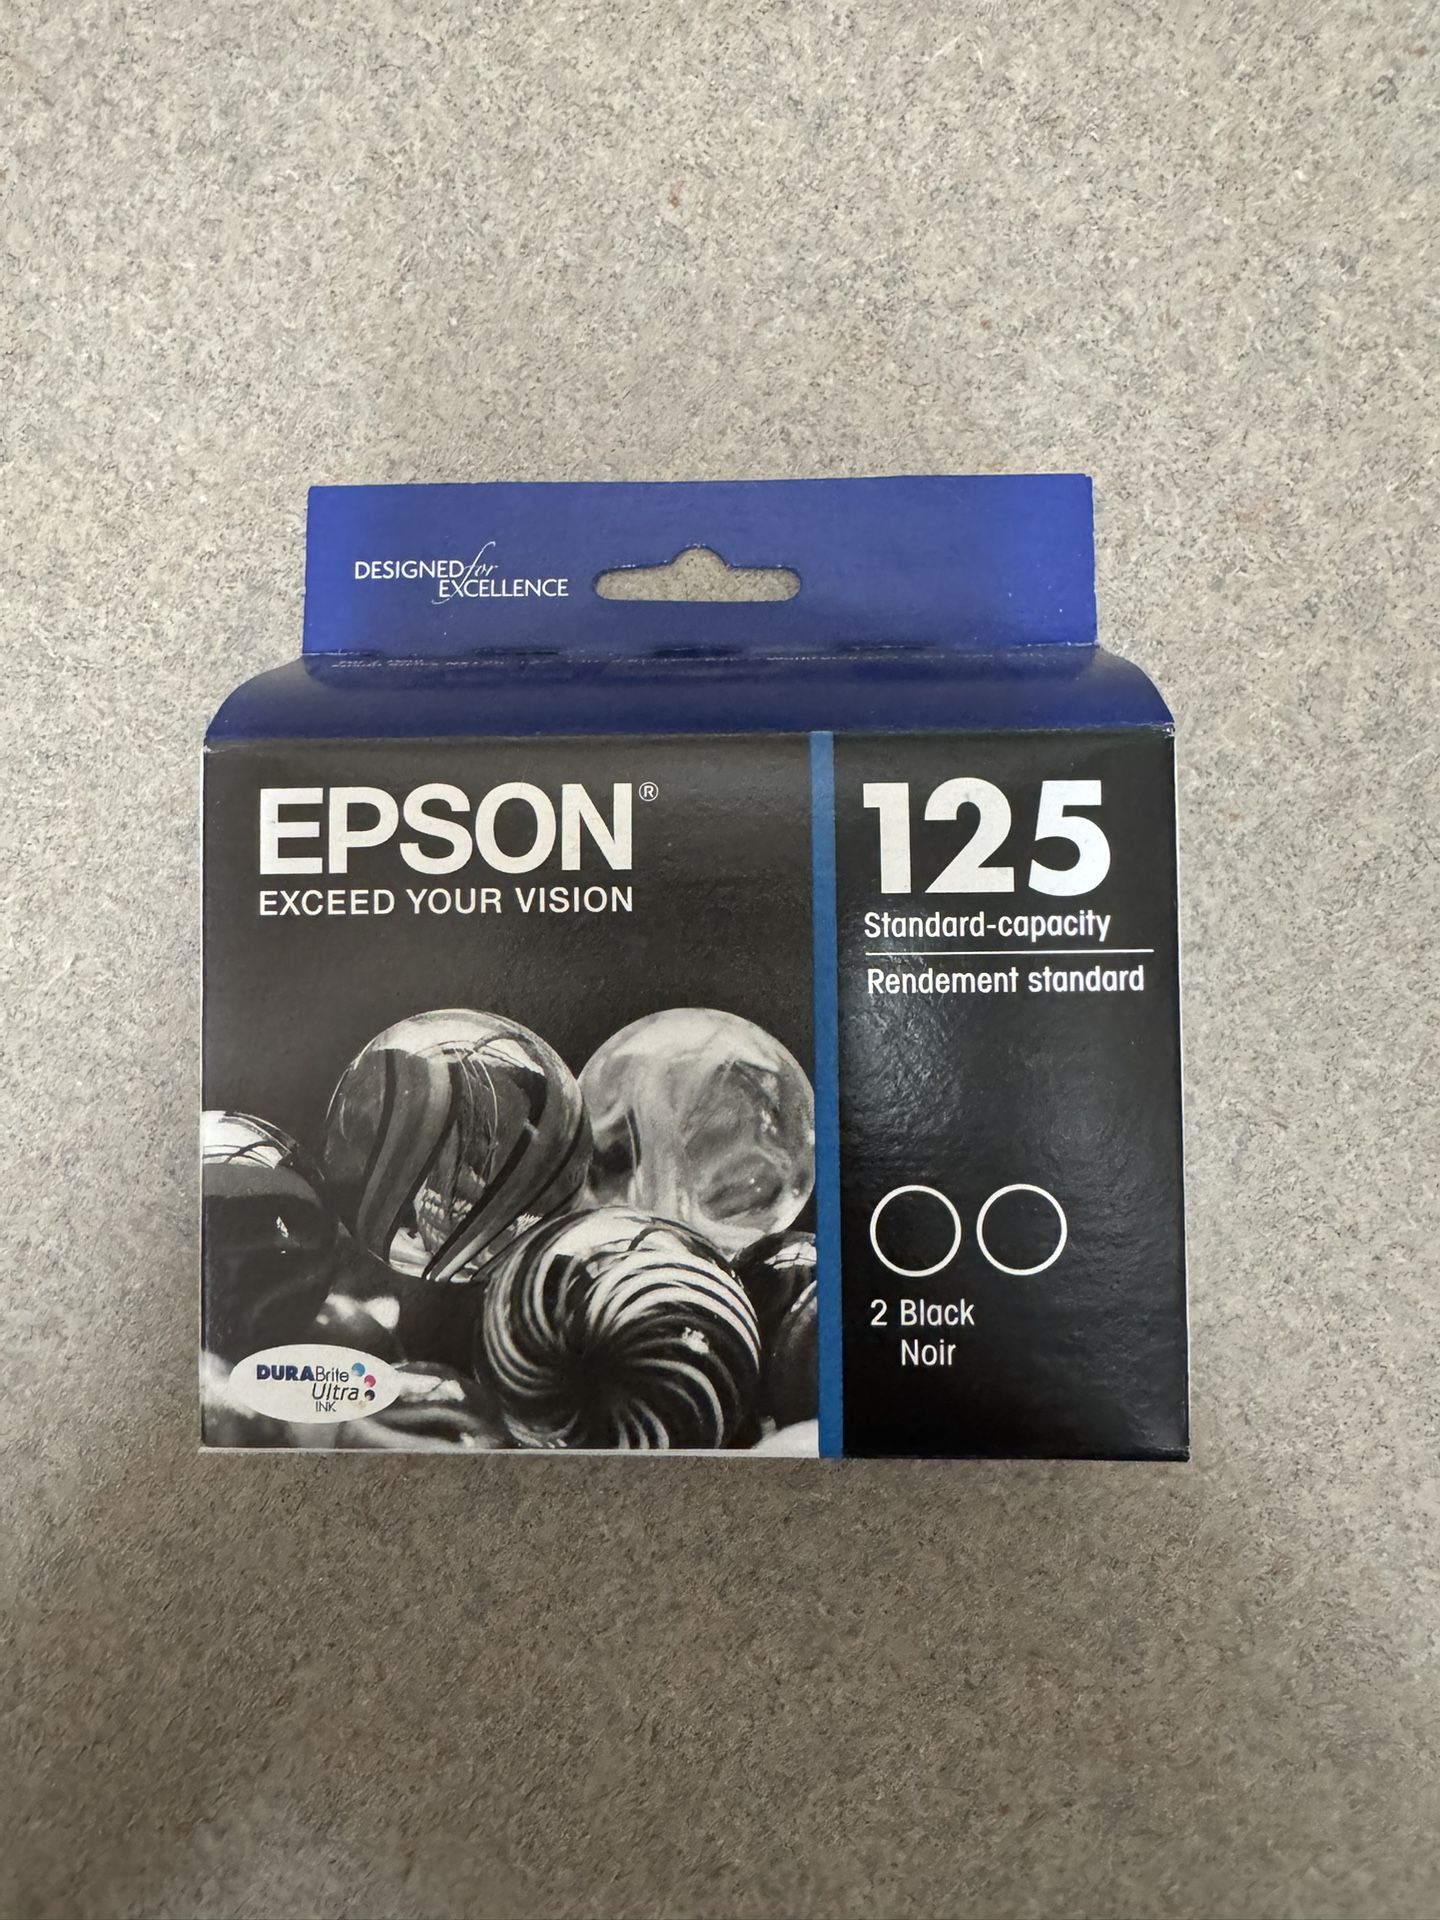 DESIGNED for
EXCELLENCE
EPSON®
EXCEED YOUR VISION
125
Standard-capacity
Rendement standard
2 Black
Noir
DURABrite
Ultra
INK